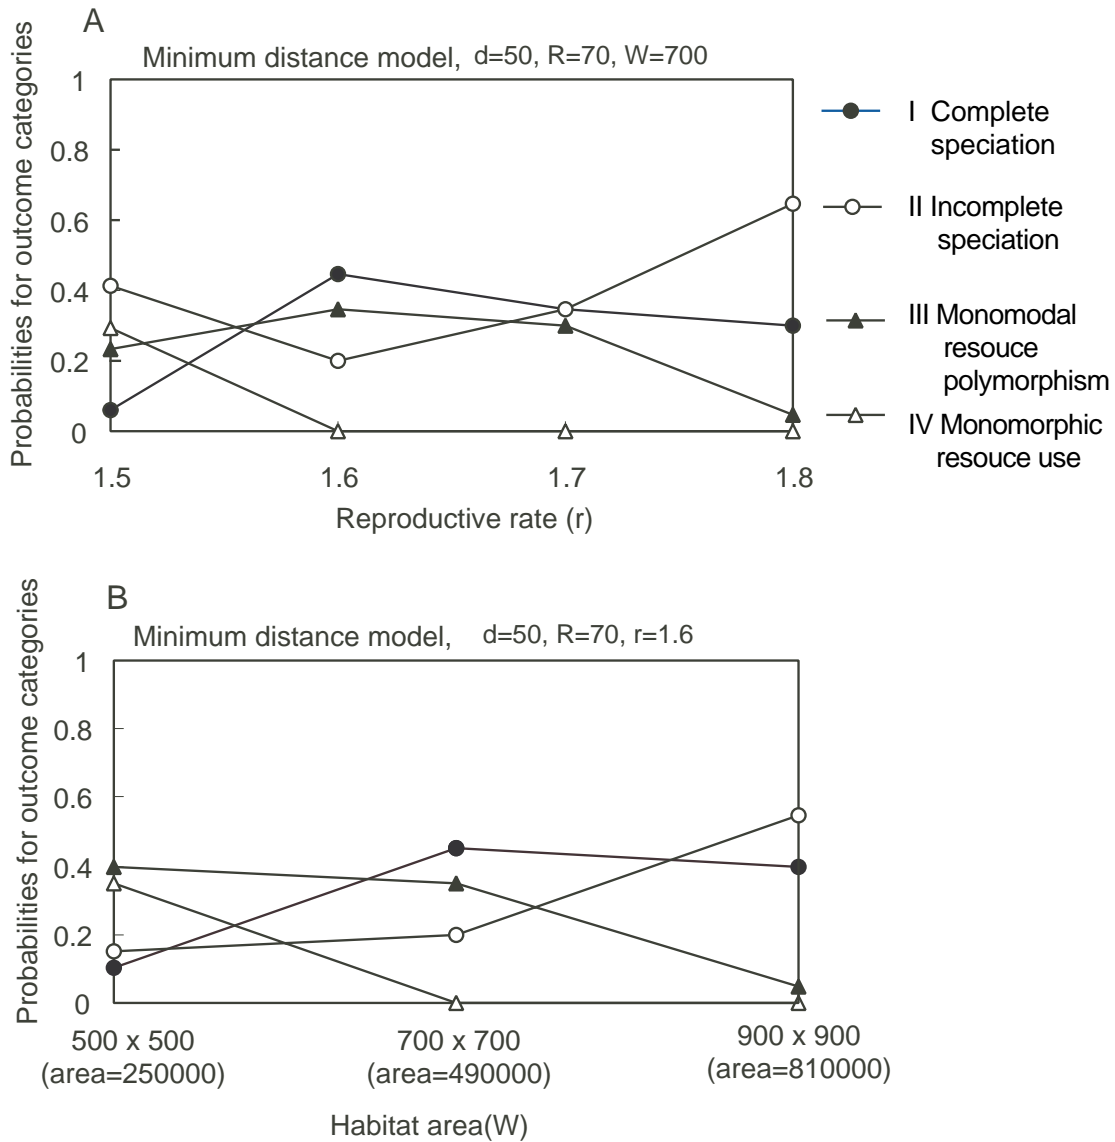 A
Minimum distance model, d=50, R=70, W=700
Probabilities for outcome categories
1
0.8
0.6
0.4
0.2
0
1.5 1.6 1.7 1.8
Reproductive rate (r)
I Complete
speciation
II Incomplete
speciation
III Monomodal
resouce
polymorphism
IV Monomorphic
resouce use
B
Minimum distance model, d=50, R=70, r=1.6
Probabilities for outcome categories
1
0.8
0.6
0.4
0.2
0
500 x 500 700 x 700 900 x 900
(area=250000) (area=490000) (area=810000)
Habitat area(W)